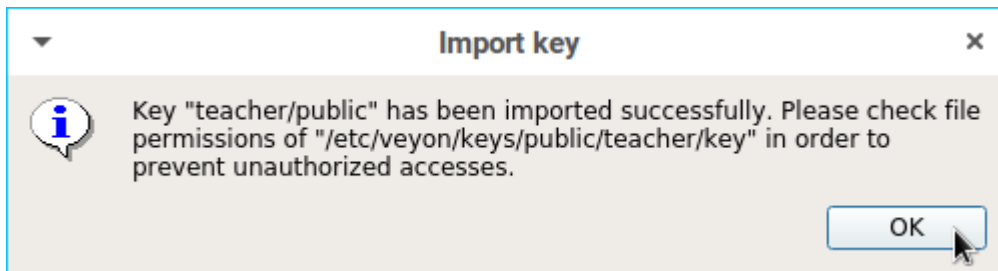 Import key
Key "teacher/public" has been imported successfully. Please check file
permissions of "/etc/veyon/keys/public/teacher/key" in order to
prevent unauthorized accesses.
OK